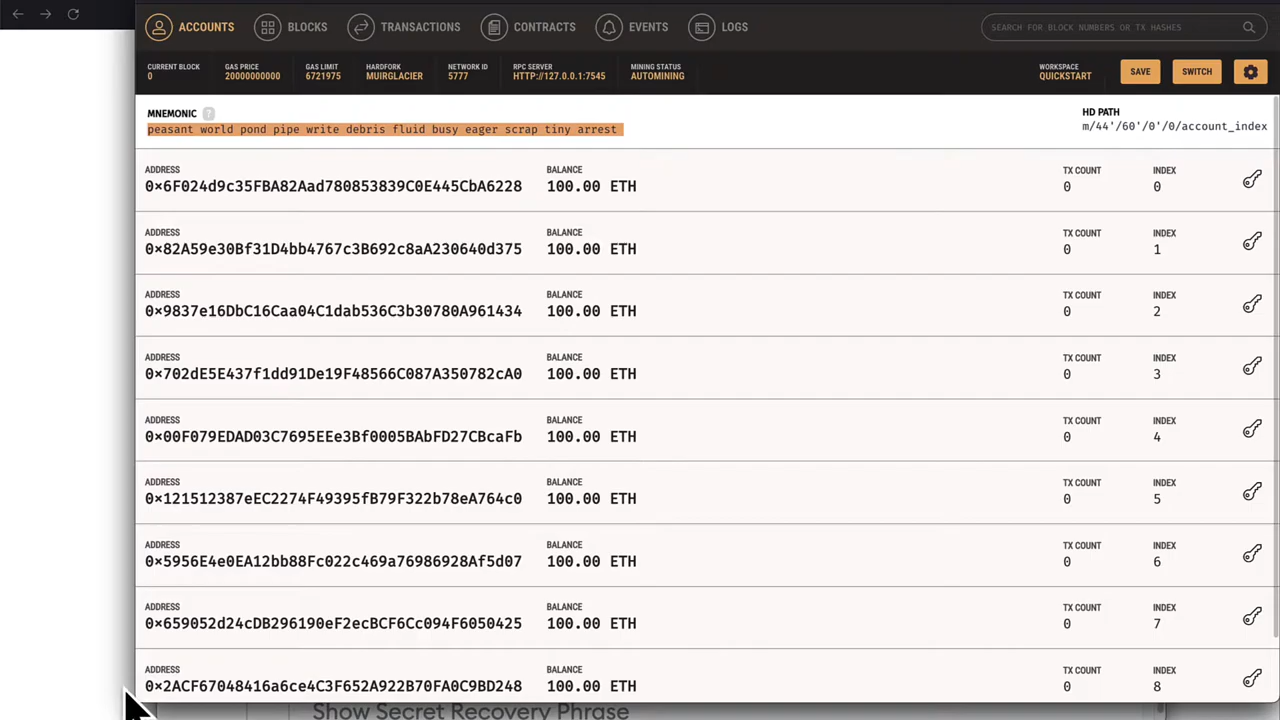 ACCOUNTS BLOCKS TRANSACTIONS CONTRACTS EVENTS LOGS SEARCH FOR BLOCK NUMBERS OR TX HASHES
CURRENT BLOCK GAS PRICE GAS LIMIT HARDFORK NETWORK ID RPC SERVER MINING STATUS WORKSPACE
0 20000000000 6721975 MUIRGLACIER 5777 HTTP://127.0.0.1:7545 AUTOMINING QUICKSTART SAVE SWITCH
MNEMONIC ? HD PATH
peasant world pond pipe write debris fluid busy eager scrap tiny arrest m/44'/60'/0'/0/account_index
ADDRESS BALANCE TX COUNT INDEX
0×6F024d9c35FBA82Aad780853839C0E445CbA6228 100.00 ETH 0 0
ADDRESS BALANCE TX COUNT INDEX
0×82A59e30Bf31D4bb4767c3B692c8aA230640d375 100.00 ETH 0 1
ADDRESS BALANCE TX COUNT INDEX
0×9837e16DbC16Caa04C1dab536C3b30780A961434 100.00 ETH 0 2
ADDRESS BALANCE TX COUNT INDEX
0×702dE5E437f1dd91De19F48566C087A350782cA0 100.00 ETH 0 3
ADDRESS BALANCE TX COUNT INDEX
0×00F079EDAD03C7695EEe3Bf0005BAbFD27CBcaFb 100.00 ETH 0 4
ADDRESS BALANCE TX COUNT INDEX
0×121512387eEC2274F49395fB79F322b78eA764c0 100.00 ETH 0 5
ADDRESS BALANCE TX COUNT INDEX
0×5956E4e0EA12bb88Fc022c469a76986928Af5d07 100.00 ETH 0 6
ADDRESS BALANCE TX COUNT INDEX
0×659052d24cDB296190eF2ecBCF6Cc094F6050425 100.00 ETH 0 7
ADDRESS BALANCE TX COUNT INDEX
0×2ACF67048416a6ce4C3F652A922B70FA0C9BD248 100.00 ETH 0 8
Show Secret Recovery Phrase